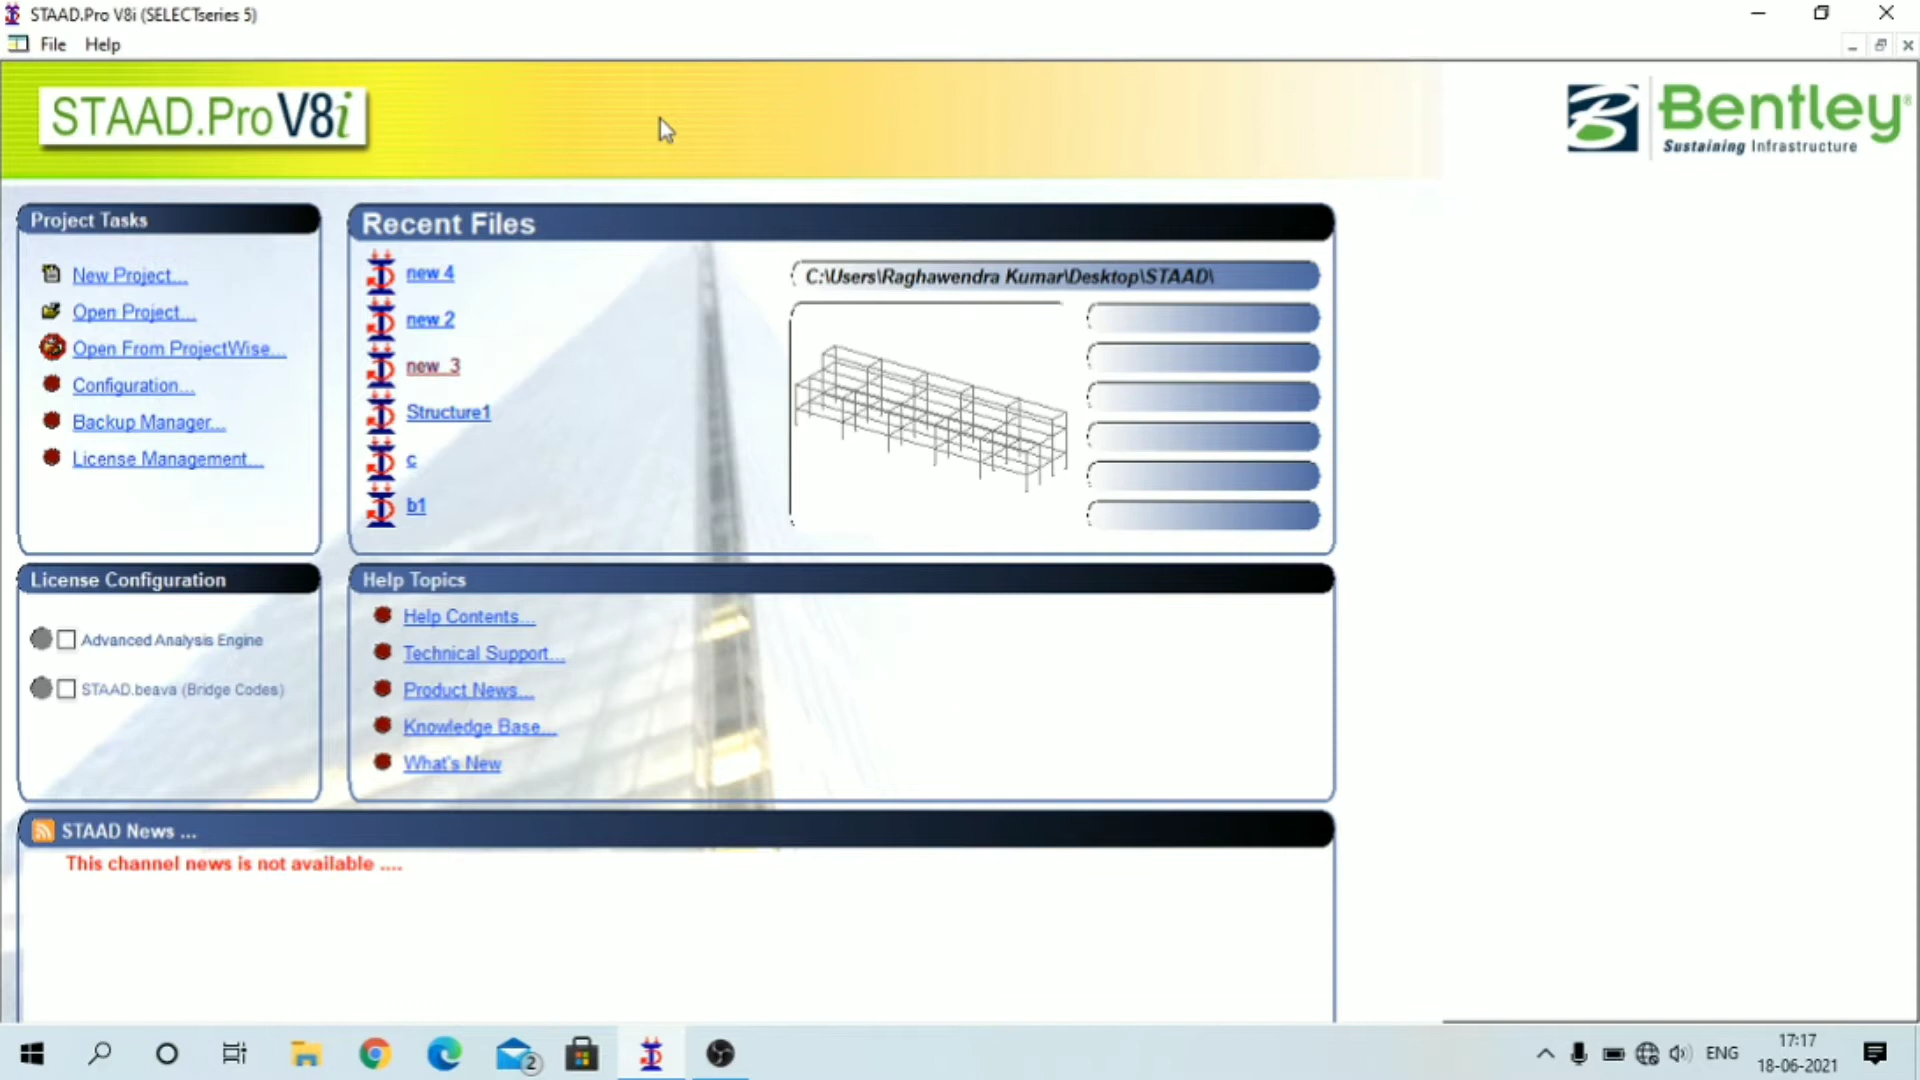 STAAD.Pro V8i (SELECTseries 5)
File Help
STAAD.Pro V8i
Bentley®
Sustaining Infrastructure
Project Tasks
New Project...
Open Project...
Open From ProjectWise...
Configuration...
Backup Manager...
License Management...
Recent Files
new 4
new 2
new_3
Structure1
c
b1
C:\Users\Raghawendra Kumar\Desktop\STAAD\
License Configuration
Advanced Analysis Engine
STAAD.beava (Bridge Codes)
Help Topics
Help Contents...
Technical Support...
Product News...
Knowledge Base...
What's New
STAAD News ...
This channel news is not available ....
2
ENG
17:17
18-06-2021